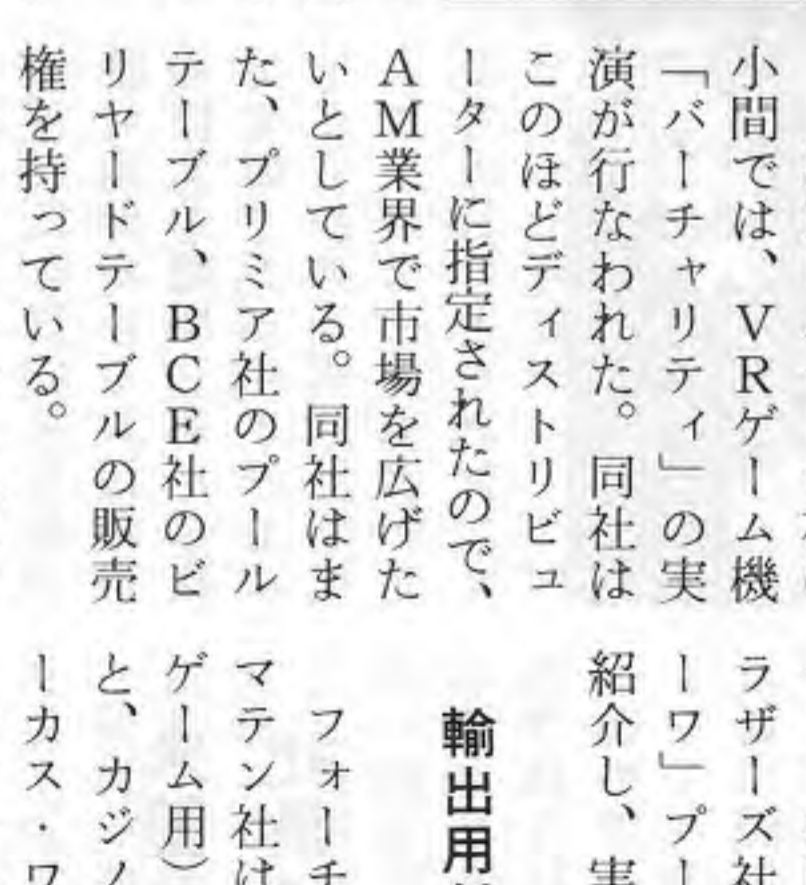 小間では、VRゲーム機
「バーチャリティ」の実
演が行なわれた。同社は
このほどディストリビュ
ーターに指定されたので、
AM業界で市場を広げた
いとしている。同社はま
た、プリミア社のプール
テーブル、BCE社のビ
リヤードテーブルの販売
権を持っている。
ラザーズ社
ーワ」プー
紹介し、実
輸出用
フォーチ
マテン社は
ゲーム用）
と、カジノ
ーカス・ワ